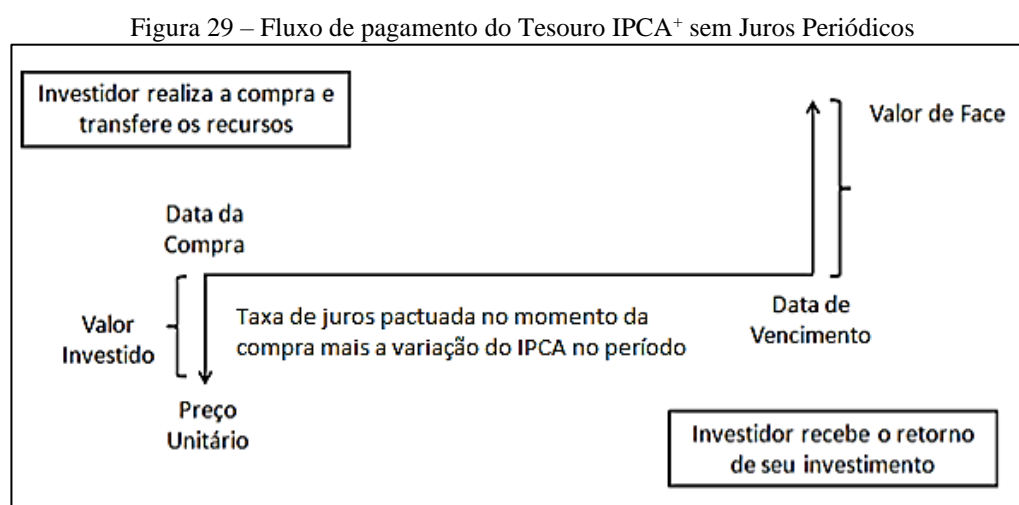 Figura 29 – Fluxo de pagamento do Tesouro IPCA⁺ sem Juros Periódicos
Investidor realiza a compra e
transfere os recursos
Valor de Face
Data da
Compra
Valor
Investido
Taxa de juros pactuada no momento da
compra mais a variação do IPCA no período
Data de
Vencimento
Preço
Unitário
Investidor recebe o retorno
de seu investimento